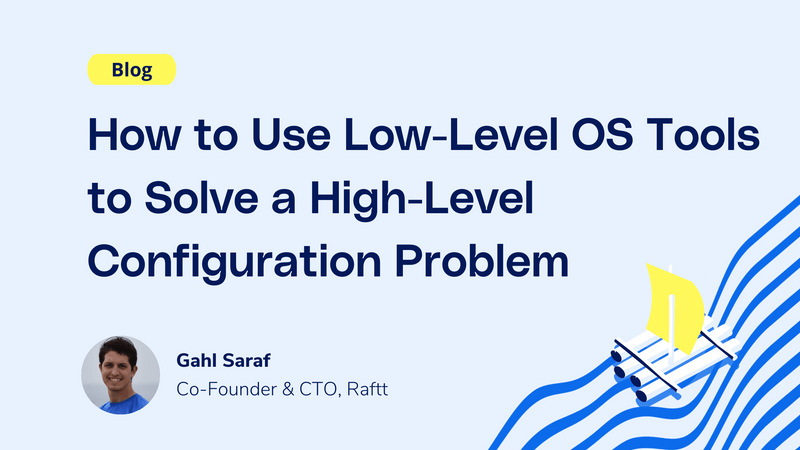 Blog
How to Use Low-Level OS Tools
to Solve a High-Level
Configuration Problem
Gahl Saraf
Co-Founder & CTO, Raftt